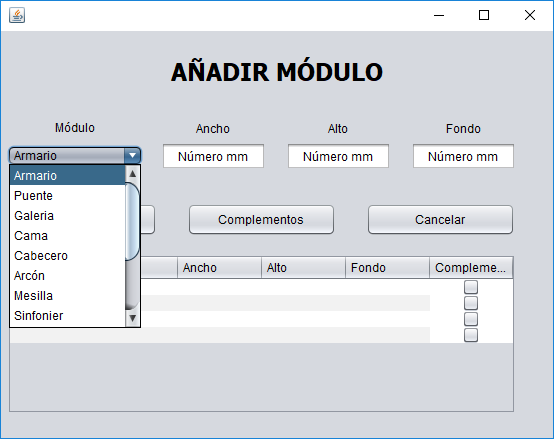 AÑADIR MÓDULO
Módulo Ancho Alto Fondo
Armario Número mm Número mm Número mm
Armario
Puente
Galeria
Cama
Cabecero
Arcón
Mesilla
Sinfonier
Complementos Cancelar
Ancho Alto Fondo Compleme...